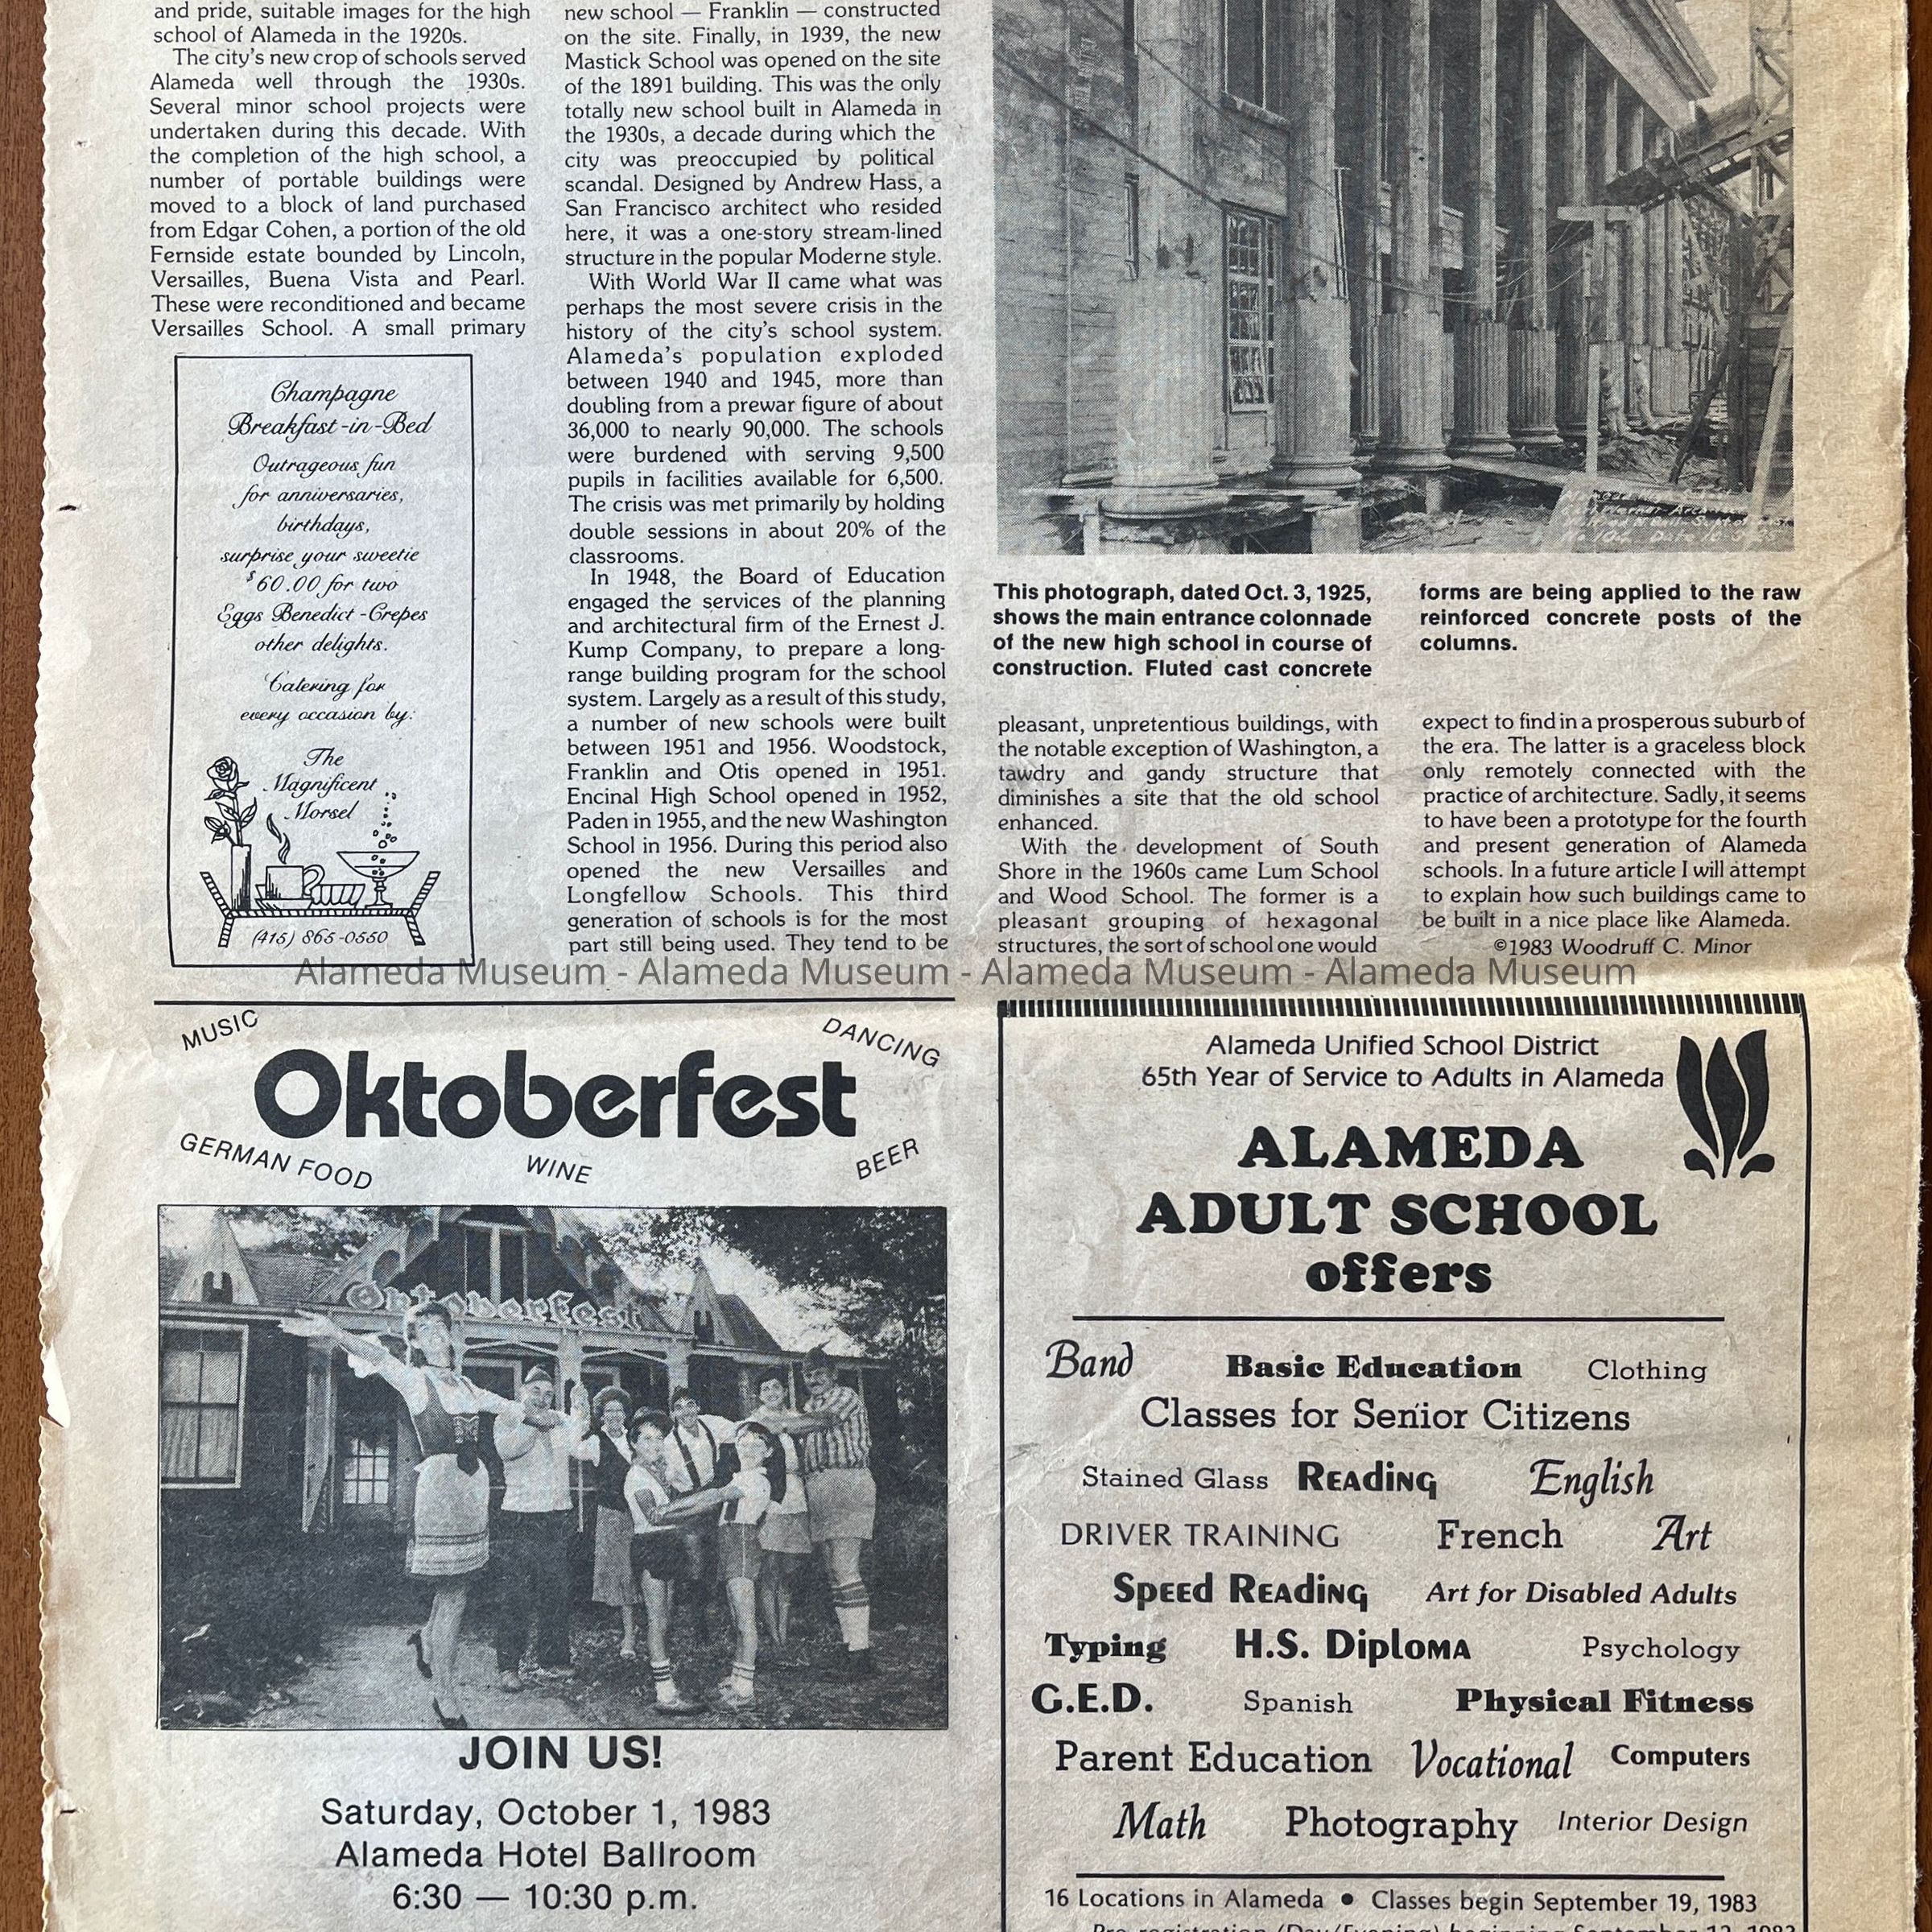 and pride, suitable images for the high
school of Alameda in the 1920s.
The city's new crop of schools served
Alameda well through the 1930s.
Several minor school projects were
undertaken during this decade. With
the completion of the high school, a
number of portable buildings were
moved to a block of land purchased
from Edgar Cohen, a portion of the old
Fernside estate bounded by Lincoln,
Versailles, Buena Vista and Pearl.
These were reconditioned and became
Versailles School. A small primary
Champagne
Breakfast-in-Bed
Outrageous fun
for anniversaries,
birthdays,
surprise your sweetie
$60.00 for two
Eggs Benedict - Crepes
other delights.
Catering for
every occasion by:
The
Magnificent
Morsel
(415) 865-0550
new school — Franklin — constructed
on the site. Finally, in 1939, the new
Mastick School was opened on the site
of the 1891 building. This was the only
totally new school built in Alameda in
the 1930s, a decade during which the
city was preoccupied by political
scandal. Designed by Andrew Hass, a
San Francisco architect who resided
here, it was a one-story stream-lined
structure in the popular Moderne style.
With World War II came what was
perhaps the most severe crisis in the
history of the city's school system.
Alameda's population exploded
between 1940 and 1945, more than
doubling from a prewar figure of about
36,000 to nearly 90,000. The schools
were burdened with serving 9,500
pupils in facilities available for 6,500.
The crisis was met primarily by holding
double sessions in about 20% of the
classrooms.
In 1948, the Board of Education
engaged the services of the planning
and architectural firm of the Ernest J.
Kump Company, to prepare a long-
range building program for the school
system. Largely as a result of this study,
a number of new schools were built
between 1951 and 1956. Woodstock,
Franklin and Otis opened in 1951.
Encinal High School opened in 1952,
Paden in 1955, and the new Washington
School in 1956. During this period also
opened the new Versailles and
Longfellow Schools. This third
generation of schools is for the most
part still being used. They tend to be
This photograph, dated Oct. 3, 1925,
shows the main entrance colonnade
of the new high school in course of
construction. Fluted cast concrete
forms are being applied to the raw
reinforced concrete posts of the
columns.
pleasant, unpretentious buildings, with
the notable exception of Washington, a
tawdry and gandy structure that
diminishes a site that the old school
enhanced.
With the development of South
Shore in the 1960s came Lum School
and Wood School. The former is a
pleasant grouping of hexagonal
structures, the sort of school one would
expect to find in a prosperous suburb of
the era. The latter is a graceless block
only remotely connected with the
practice of architecture. Sadly, it seems
to have been a prototype for the fourth
and present generation of Alameda
schools. In a future article I will attempt
to explain how such buildings came to
be built in a nice place like Alameda.
©1983 Woodruff C. Minor
Alameda Museum - Alameda Museum - Alameda Museum - Alameda Museum
MUSIC
DANCING
Oktoberfest
GERMAN FOOD
WINE
BEER
Oktoberfest
JOIN US!
Saturday, October 1, 1983
Alameda Hotel Ballroom
6:30 — 10:30 p.m.
Alameda Unified School District
65th Year of Service to Adults in Alameda
ALAMEDA
ADULT SCHOOL
offers
Band Basic Education Clothing
Classes for Senior Citizens
Stained Glass Reading English
DRIVER TRAINING French Art
Speed Reading Art for Disabled Adults
Typing H.S. Diploma Psychology
G.E.D. Spanish Physical Fitness
Parent Education Vocational Computers
Math Photography Interior Design
16 Locations in Alameda • Classes begin September 19, 1983